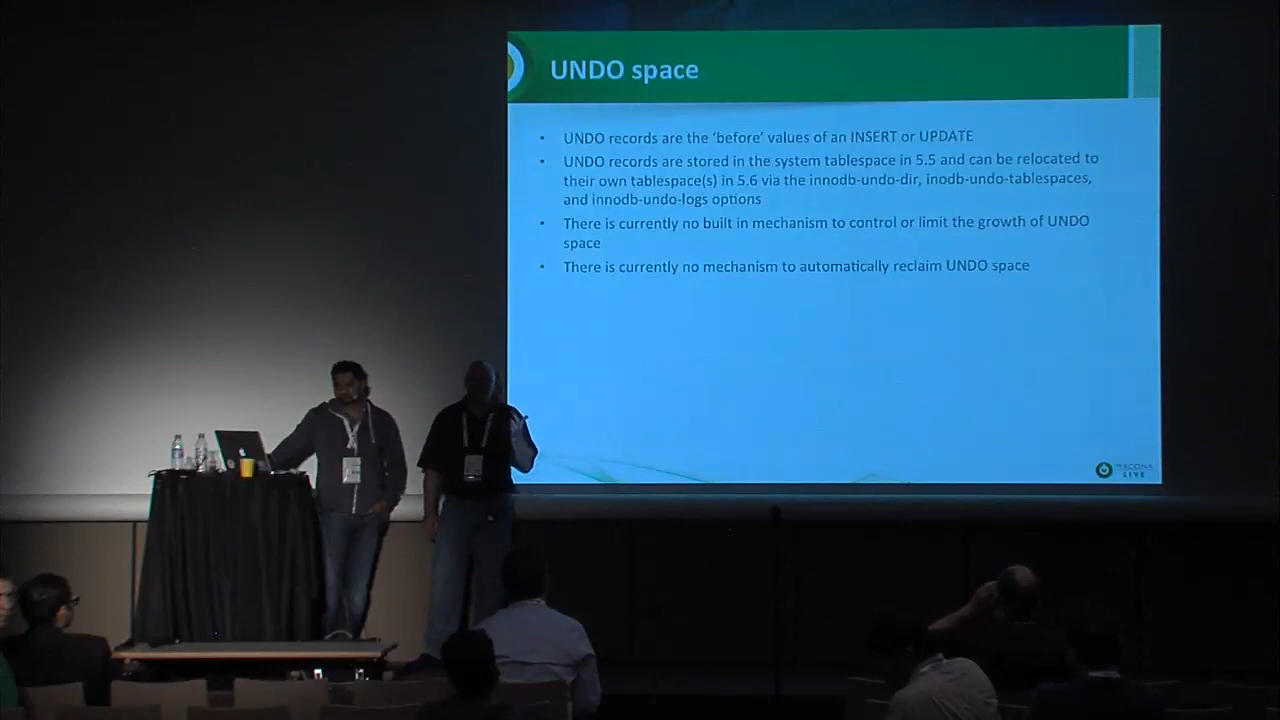 UNDO space
• UNDO records are the ‘before’ values of an INSERT or UPDATE
• UNDO records are stored in the system tablespace in 5.5 and can be relocated to
their own tablespace(s) in 5.6 via the innodb-undo-dir, inodb-undo-tablespaces,
and innodb-undo-logs options
• There is currently no built in mechanism to control or limit the growth of UNDO
space
• There is currently no mechanism to automatically reclaim UNDO space
LIVE